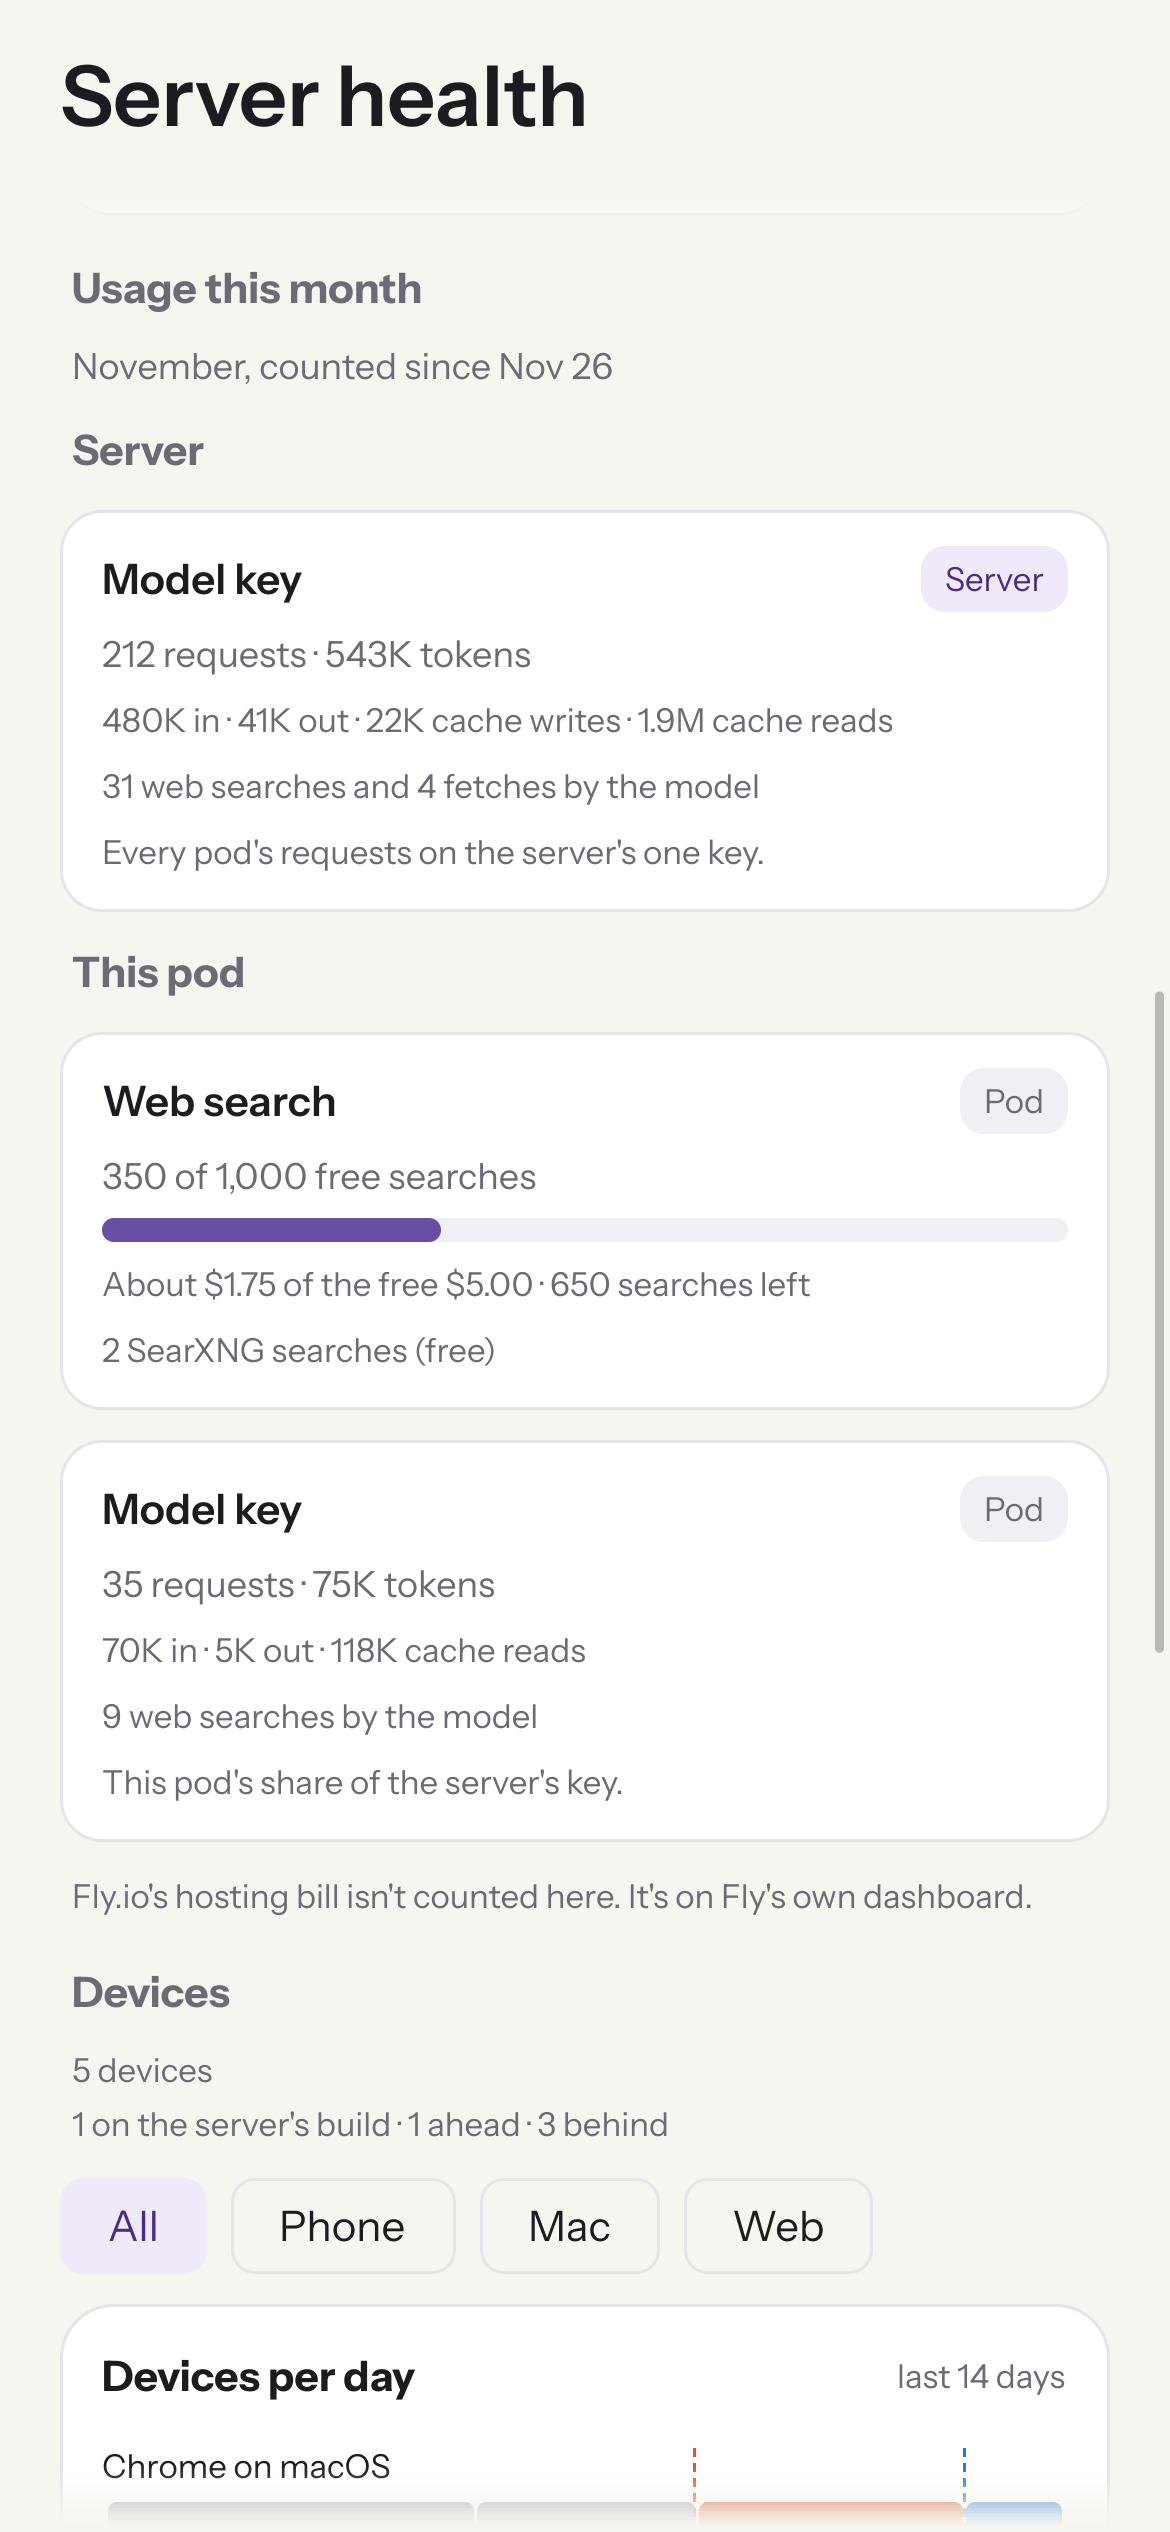 Server health
Usage this month
November, counted since Nov 26
Server
Model key
Server
212 requests · 543K tokens
480K in · 41K out · 22K cache writes · 1.9M cache reads
31 web searches and 4 fetches by the model
Every pod's requests on the server's one key.
This pod
Web search
Pod
350 of 1,000 free searches
About $1.75 of the free $5.00 · 650 searches left
2 SearXNG searches (free)
Model key
Pod
35 requests · 75K tokens
70K in · 5K out · 118K cache reads
9 web searches by the model
This pod's share of the server's key.
Fly.io's hosting bill isn't counted here. It's on Fly's own dashboard.
Devices
5 devices
1 on the server's build · 1 ahead · 3 behind
All
Phone
Mac
Web
Devices per day
last 14 days
Chrome on macOS